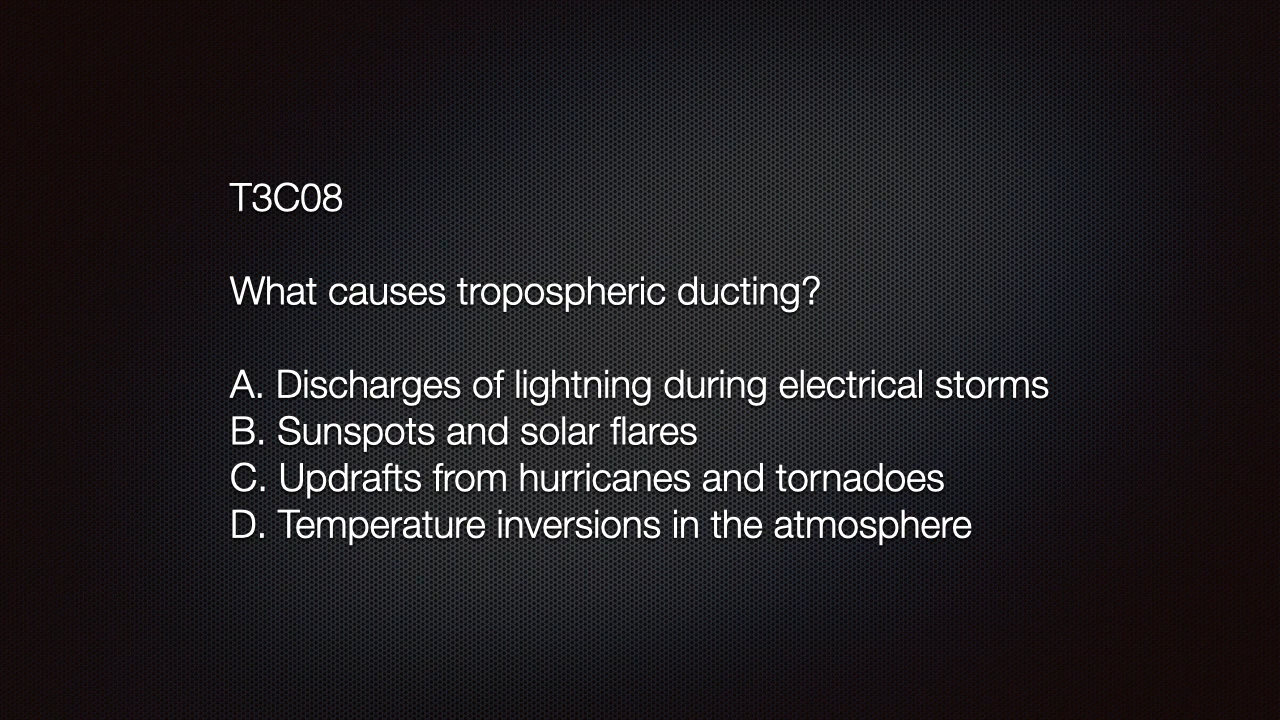 T3C08
What causes tropospheric ducting?
A. Discharges of lightning during electrical storms
B. Sunspots and solar flares
C. Updrafts from hurricanes and tornadoes
D. Temperature inversions in the atmosphere